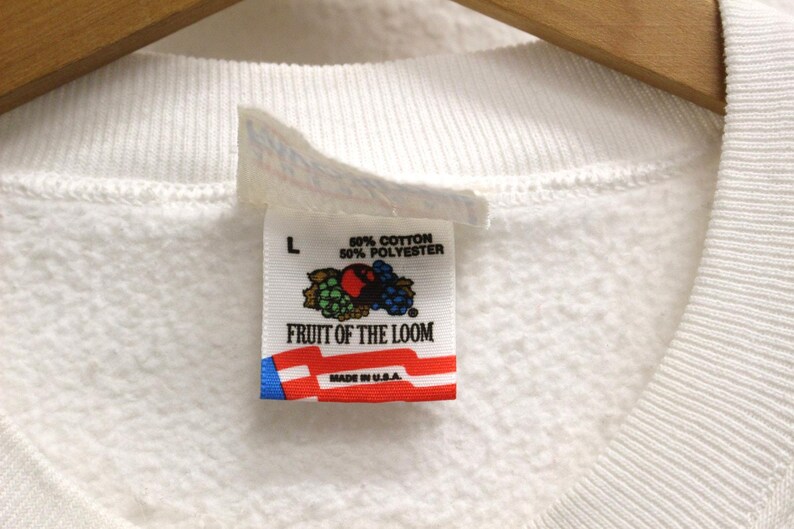 L
50% COTTON
50% POLYESTER
®
FRUIT OF THE LOOM
MADE IN U.S.A.